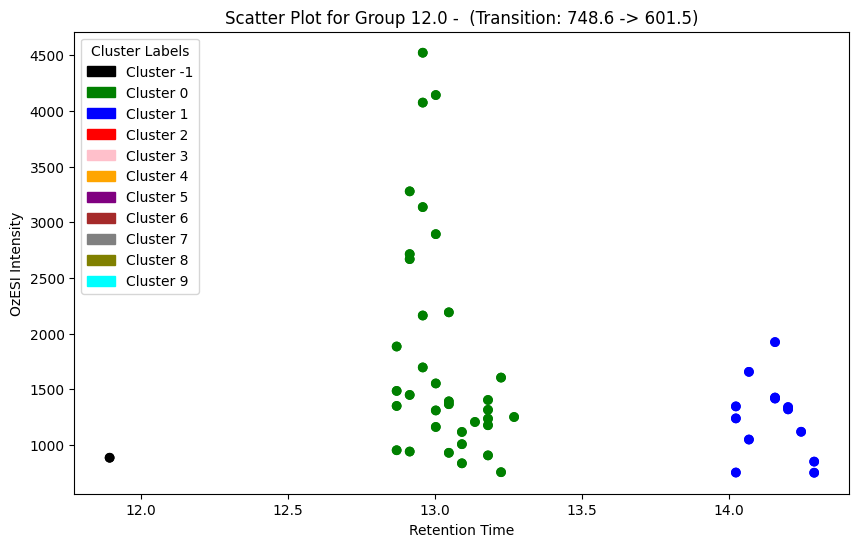 Scatter Plot for Group 12.0 -  (Transition: 748.6 -> 601.5)
Cluster Labels
Cluster -1
Cluster 0
Cluster 1
Cluster 2
Cluster 3
Cluster 4
Cluster 5
Cluster 6
Cluster 7
Cluster 8
Cluster 9
OzESI Intensity
4500
4000
3500
3000
2500
2000
1500
1000
12.0
12.5
13.0
13.5
14.0
Retention Time